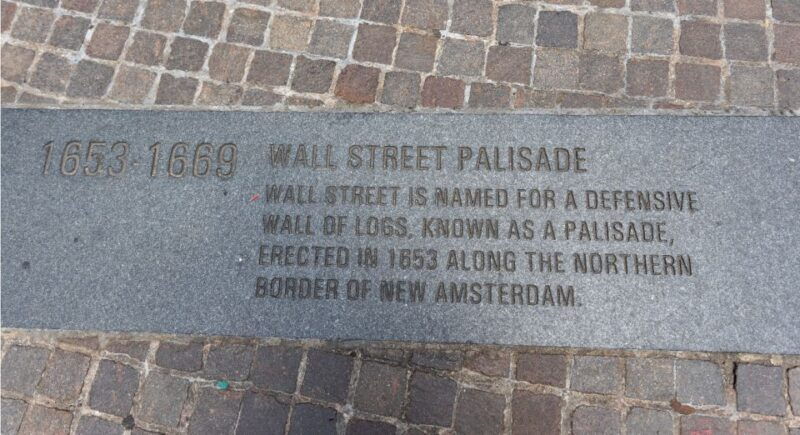 1653-1669 WALL STREET PALISADE
WALL STREET IS NAMED FOR A DEFENSIVE
WALL OF LOGS, KNOWN AS A PALISADE,
ERECTED IN 1653 ALONG THE NORTHERN
BORDER OF NEW AMSTERDAM.